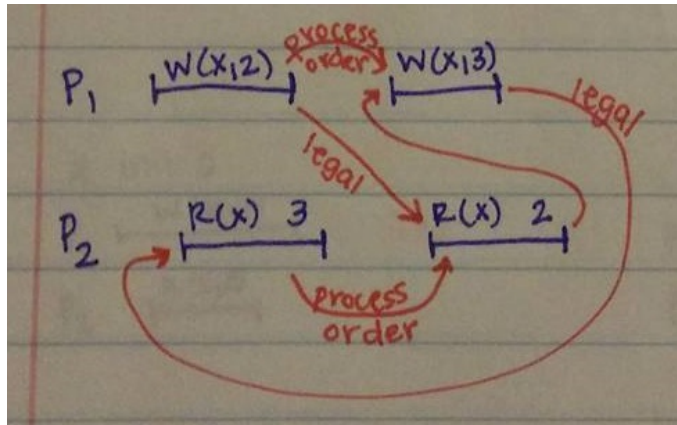 process
order
P1 W(x,2) W(x,3)
legal
legal
P2 R(x) 3 R(x) 2
process
order